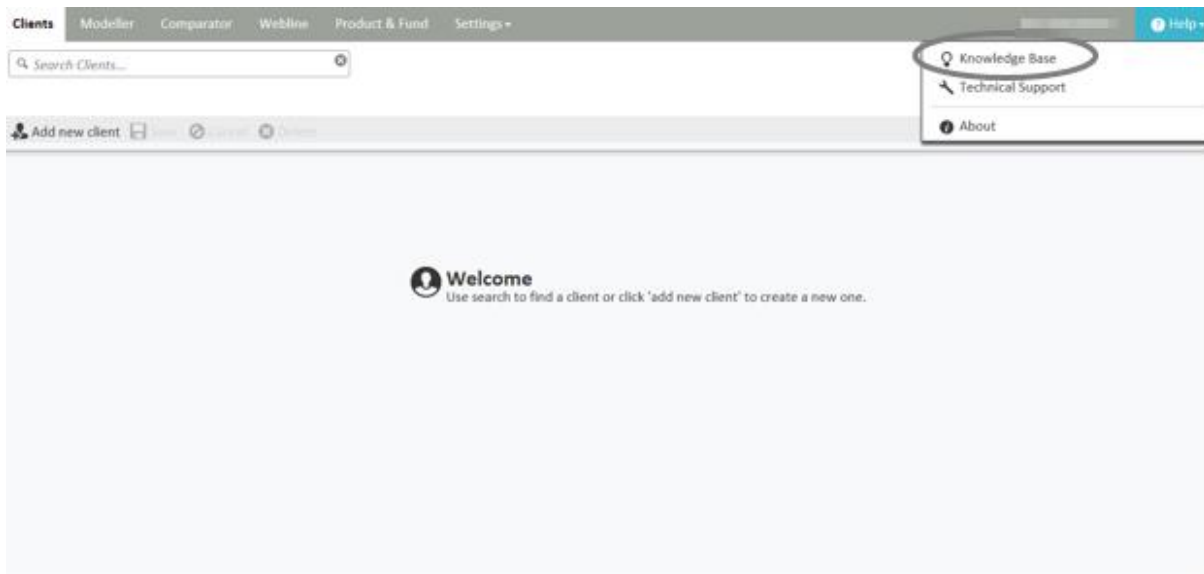 Clients Modeller Comparator Webline Product & Fund Settings Help
Search Clients...
Knowledge Base
Technical Support
About
Add new client
Welcome
Use search to find a client or click 'add new client' to create a new one.